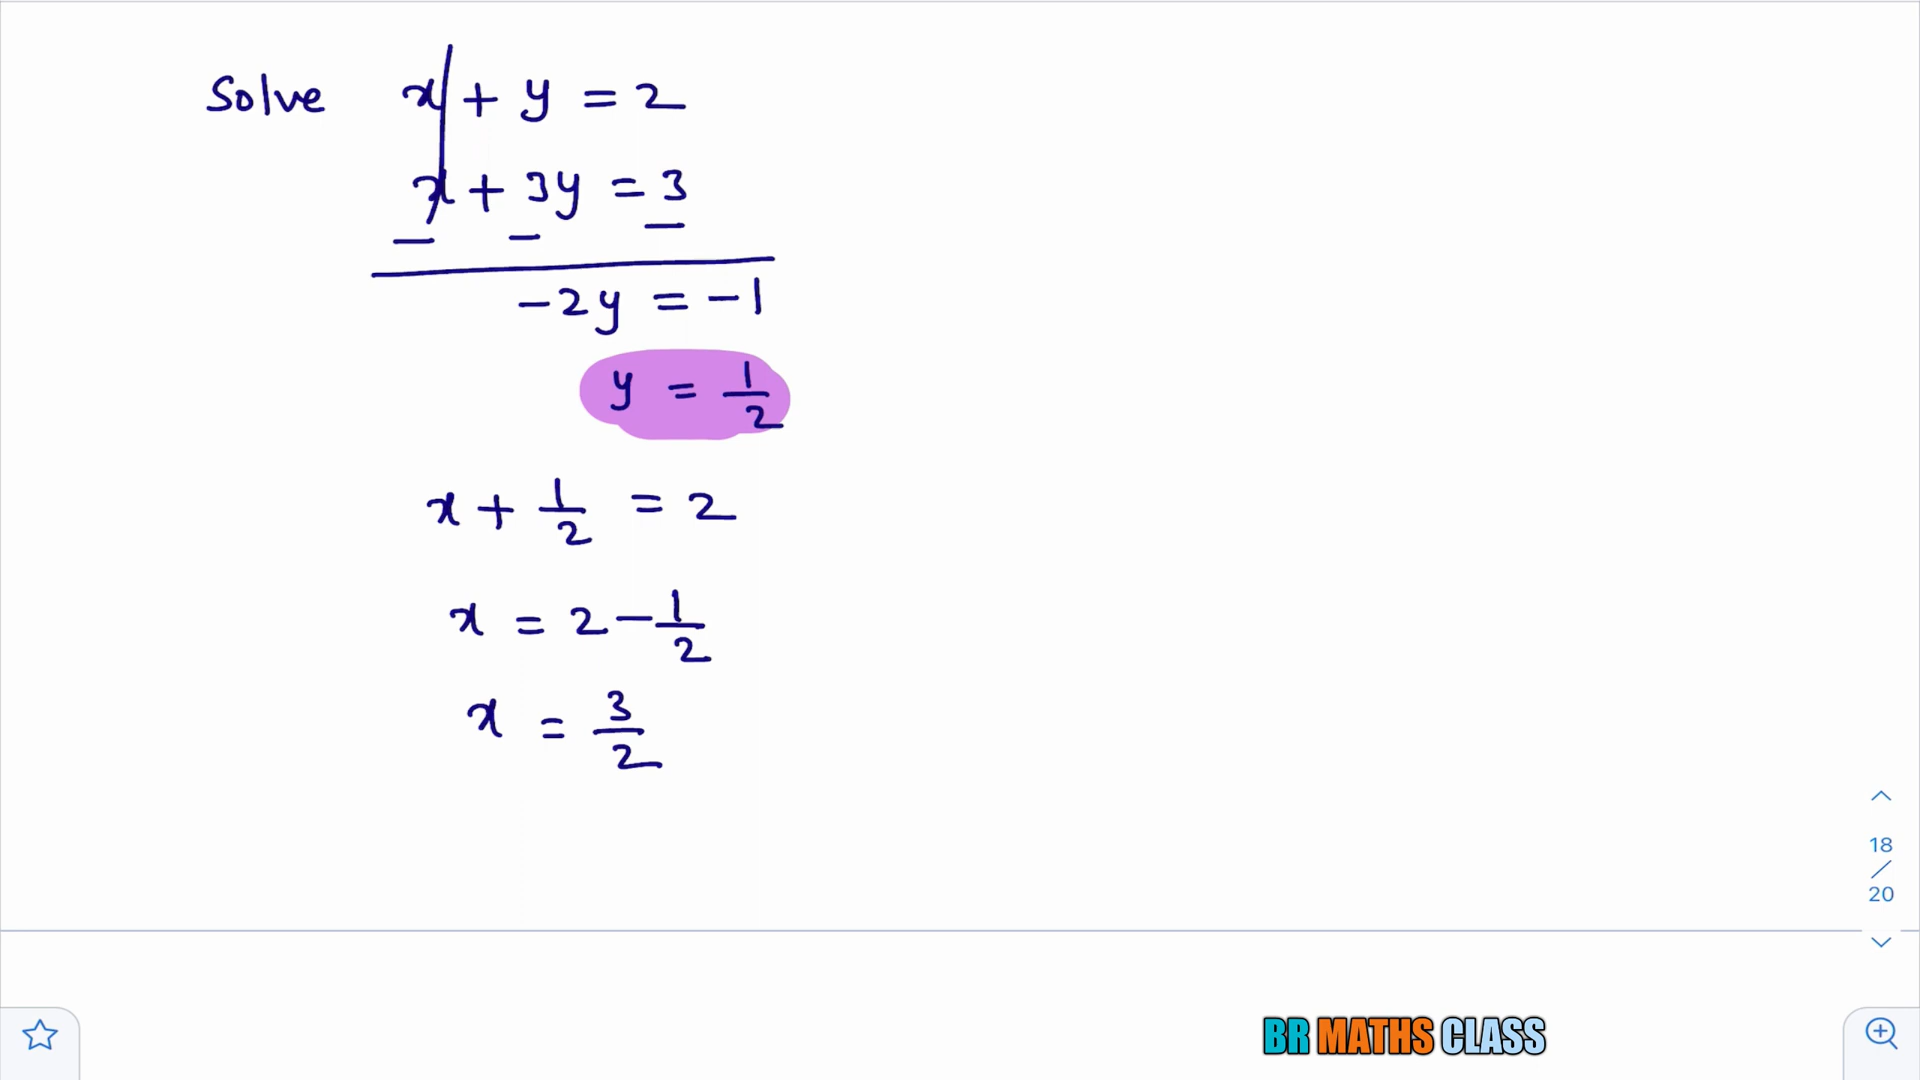 Solve x + y = 2
x + 3y = 3
− − −
-2y = -1
y = 1/2
x + 1/2 = 2
x = 2 - 1/2
x = 3/2
18
/
20
BR MATHS CLASS